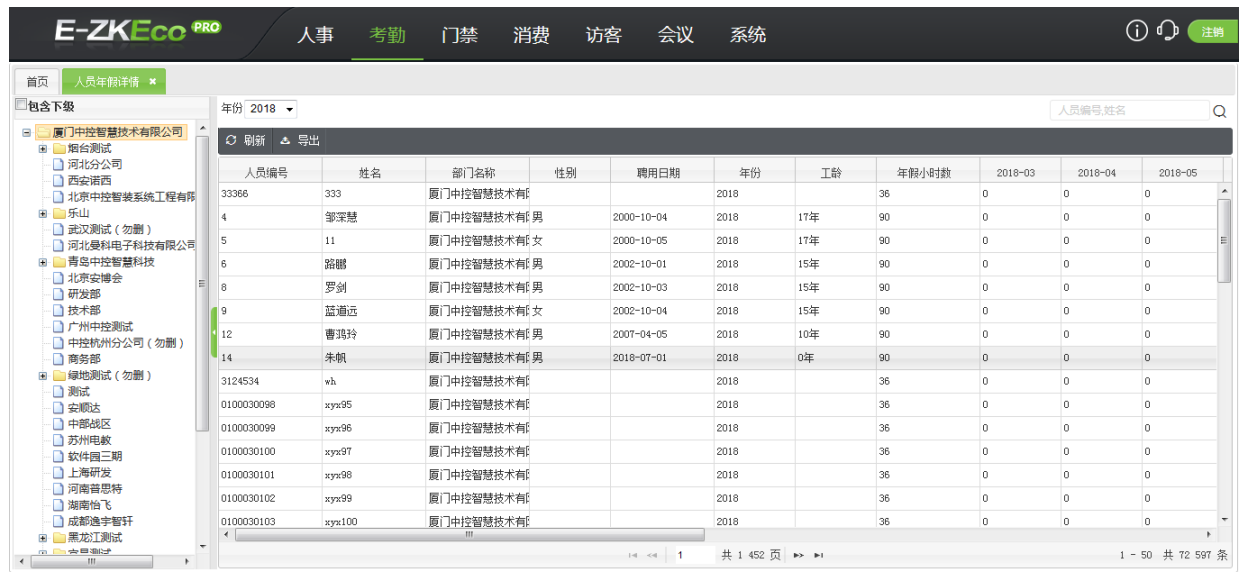 E-ZKEco PRO 人事 考勤 门禁 消费 访客 会议 系统 注销
首页 人员年假详情
包含下级
厦门中控智慧技术有限公司
烟台测试
河北分公司
西安诺西
北京中控智装系统工程有限
乐山
武汉测试（勿删）
河北曼科电子科技有限公司
青岛中控智慧科技
北京安博会
研发部
技术部
广州中控测试
中控杭州分公司（勿删）
商务部
绿地测试（勿删）
测试
安顺达
中部战区
苏州电教
软件园三期
上海研发
河南普思特
湖南怡飞
成都逸宇智轩
黑龙江测试
年份 2018 人员编号,姓名
刷新 导出
人员编号 姓名 部门名称 性别 聘用日期 年份 工龄 年假小时数 2018-03 2018-04 2018-05
33366 333 厦门中控智慧技术有限 2018 36 0 0 0
4 邹深慧 厦门中控智慧技术有限 男 2000-10-04 2018 17年 90 0 0 0
5 11 厦门中控智慧技术有限 女 2000-10-05 2018 17年 90 0 0 0
6 路鹏 厦门中控智慧技术有限 男 2002-10-01 2018 15年 90 0 0 0
8 罗剑 厦门中控智慧技术有限 男 2002-10-03 2018 15年 90 0 0 0
9 蓝道远 厦门中控智慧技术有限 女 2002-10-04 2018 15年 90 0 0 0
12 曹鸿玲 厦门中控智慧技术有限 男 2007-04-05 2018 10年 90 0 0 0
14 朱帆 厦门中控智慧技术有限 男 2018-07-01 2018 0年 90 0 0 0
3124534 wh 厦门中控智慧技术有限 2018 36 0 0 0
0100030098 xyx95 厦门中控智慧技术有限 2018 36 0 0 0
0100030099 xyx96 厦门中控智慧技术有限 2018 36 0 0 0
0100030100 xyx97 厦门中控智慧技术有限 2018 36 0 0 0
0100030101 xyx98 厦门中控智慧技术有限 2018 36 0 0 0
0100030102 xyx99 厦门中控智慧技术有限 2018 36 0 0 0
0100030103 xyx100 厦门中控智慧技术有限 2018 36 0 0 0
1 共 1 452 页 1 - 50 共 72 597 条